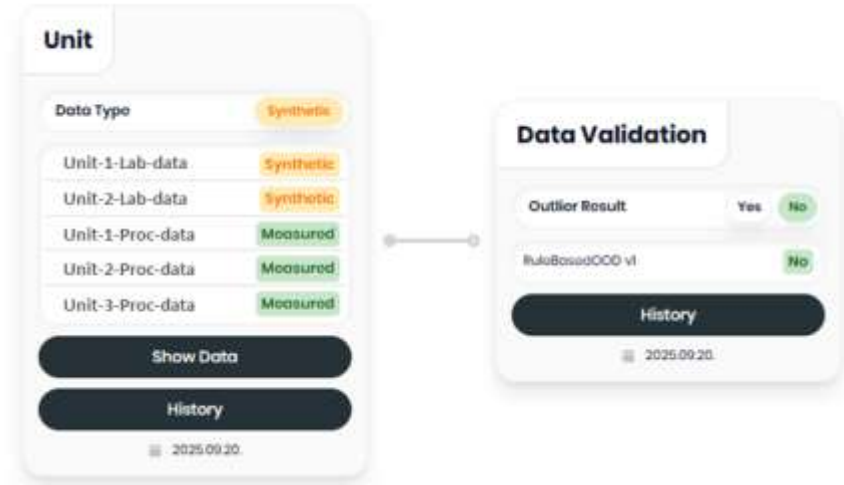 Unit
Data Type Synthetic
Unit-1-Lab-data Synthetic
Unit-2-Lab-data Synthetic
Unit-1-Proc-data Measured
Unit-2-Proc-data Measured
Unit-3-Proc-data Measured
Show Data
History
2025.09.20.
Data Validation
Outlier Result Yes No
RuleBasedOOD v1 No
History
2025.09.20.